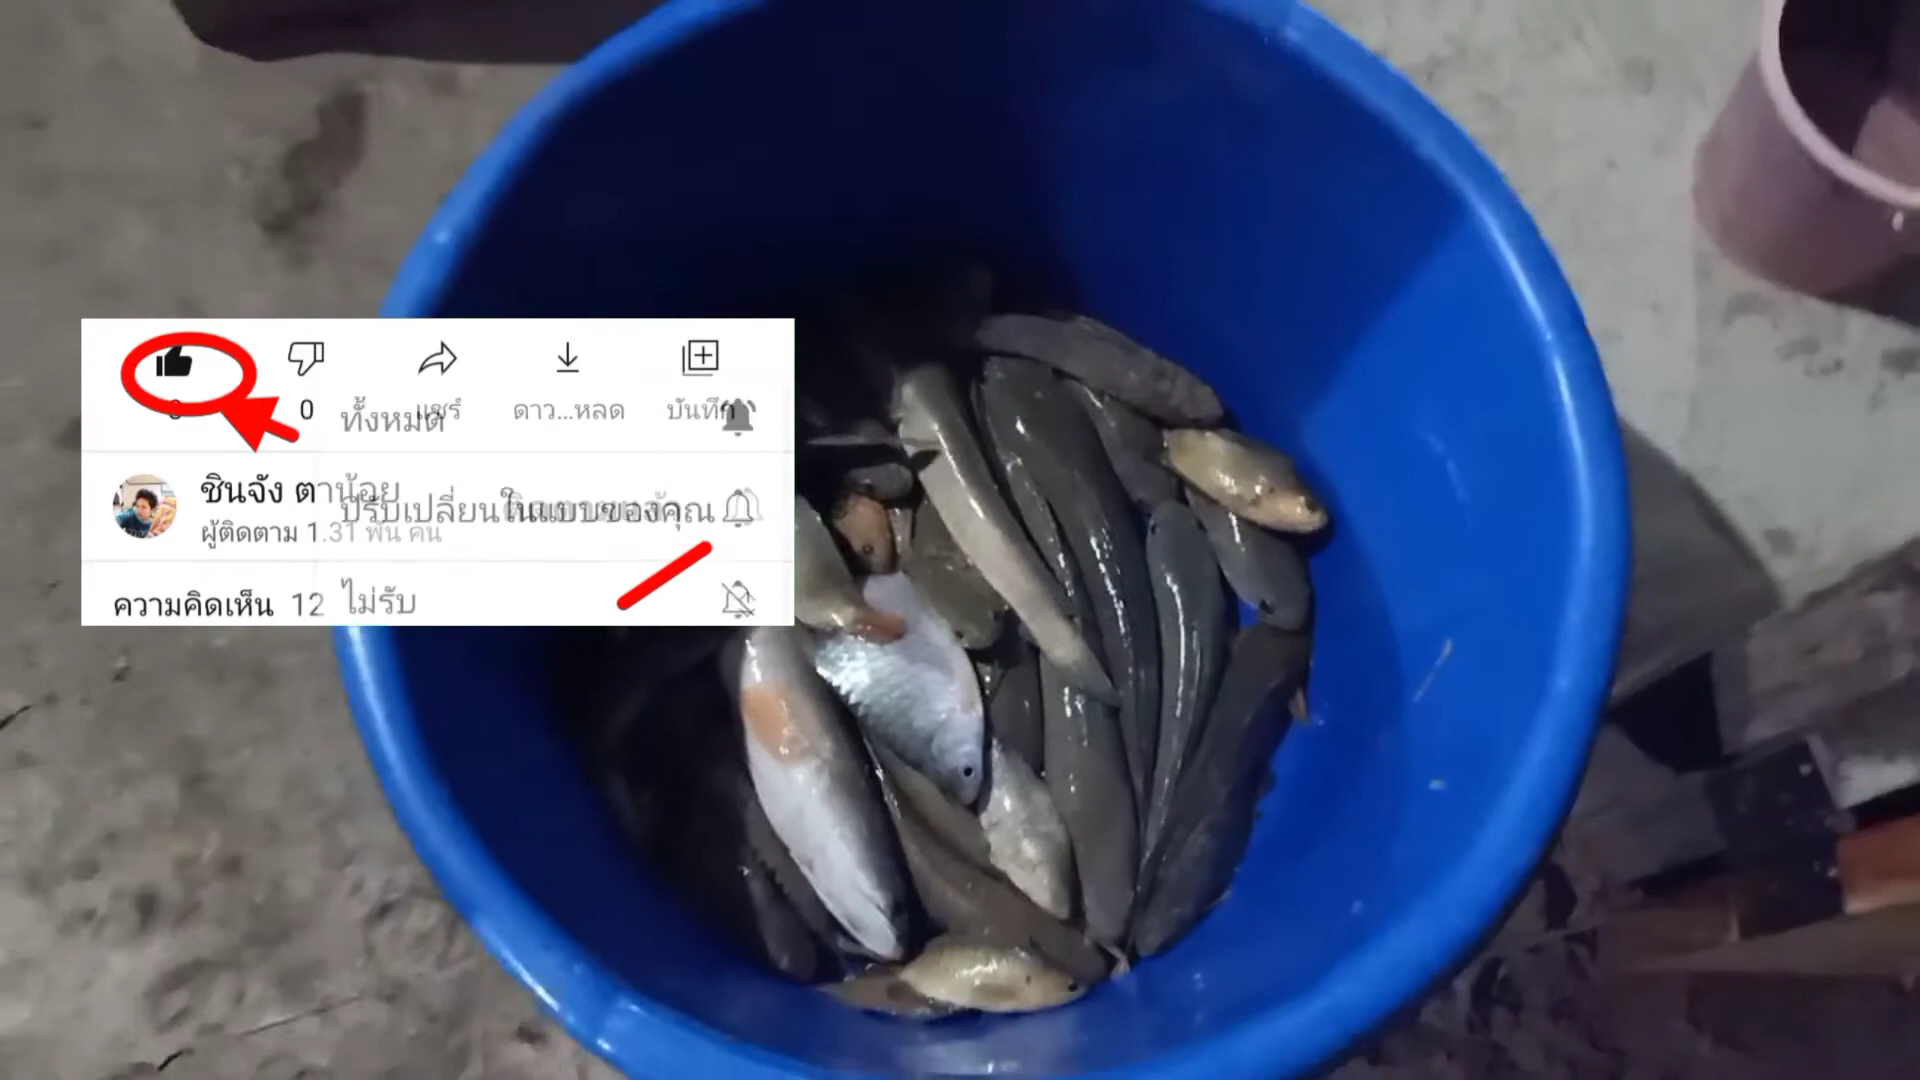 0 แชร์ ดาว...หลด บันทึก
ทั้งหมด
ชินจัง ตาน้อย
ปรับเปลี่ยนในแบบของคุณ
ผู้ติดตาม 1.31 พัน คน
ความคิดเห็น 12 ไม่รับ